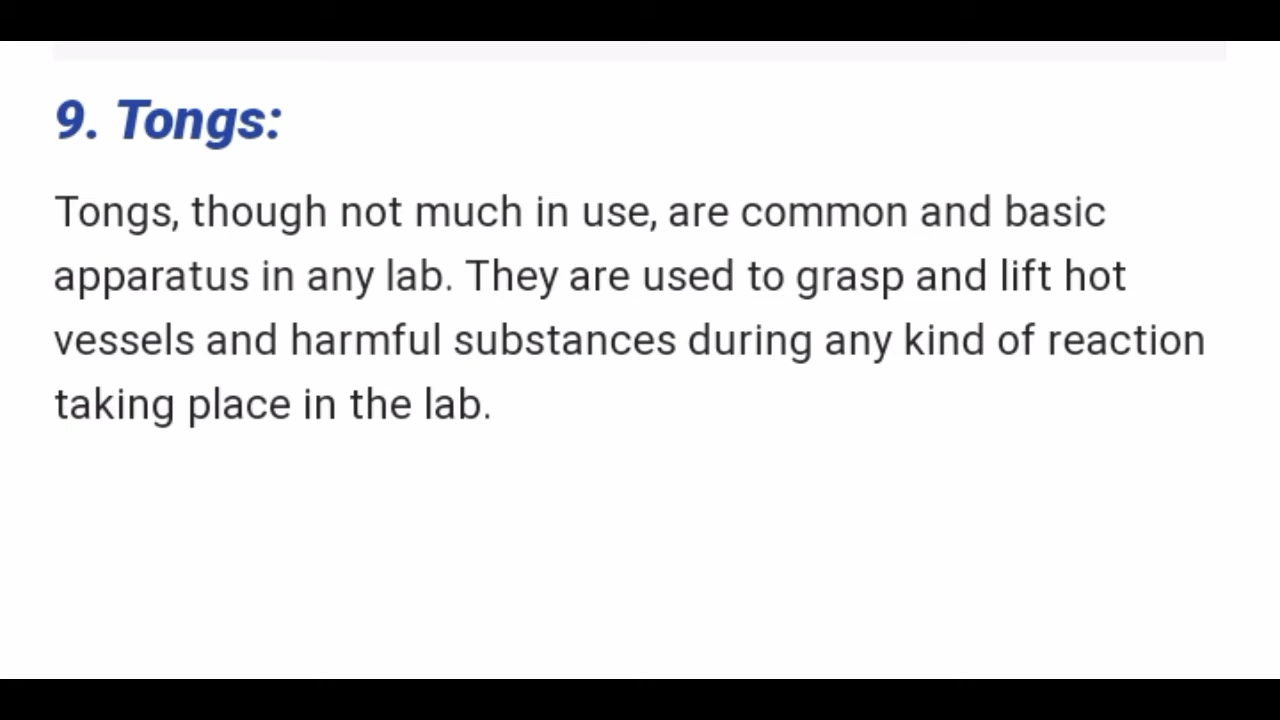 9. Tongs:
Tongs, though not much in use, are common and basic
apparatus in any lab. They are used to grasp and lift hot
vessels and harmful substances during any kind of reaction
taking place in the lab.